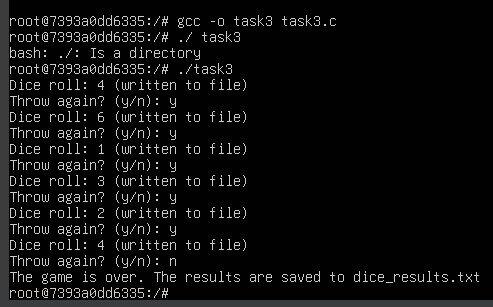 root@7393a0dd6335:/# gcc -o task3 task3.c
root@7393a0dd6335:/# ./ task3
bash: ./: Is a directory
root@7393a0dd6335:/# ./task3
Dice roll: 4 (written to file)
Throw again? (y/n): y
Dice roll: 6 (written to file)
Throw again? (y/n): y
Dice roll: 1 (written to file)
Throw again? (y/n): y
Dice roll: 3 (written to file)
Throw again? (y/n): y
Dice roll: 2 (written to file)
Throw again? (y/n): y
Dice roll: 4 (written to file)
Throw again? (y/n): n
The game is over. The results are saved to dice_results.txt
root@7393a0dd6335:/#